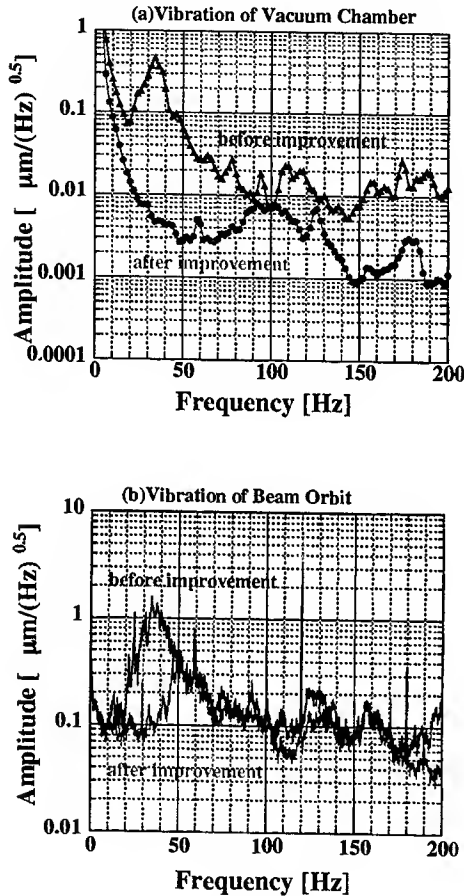 (a)Vibration of Vacuum Chamber
Amplitude [ μm/(Hz) 0.5]
1
0.1
0.01
0.001
0.0001
before improvement
after improvement
0
50
100
150
200
Frequency [Hz]
(b)Vibration of Beam Orbit
Amplitude [ μm/(Hz) 0.5]
10
1
0.1
0.01
before improvement
after improvement
0
50
100
150
200
Frequency [Hz]